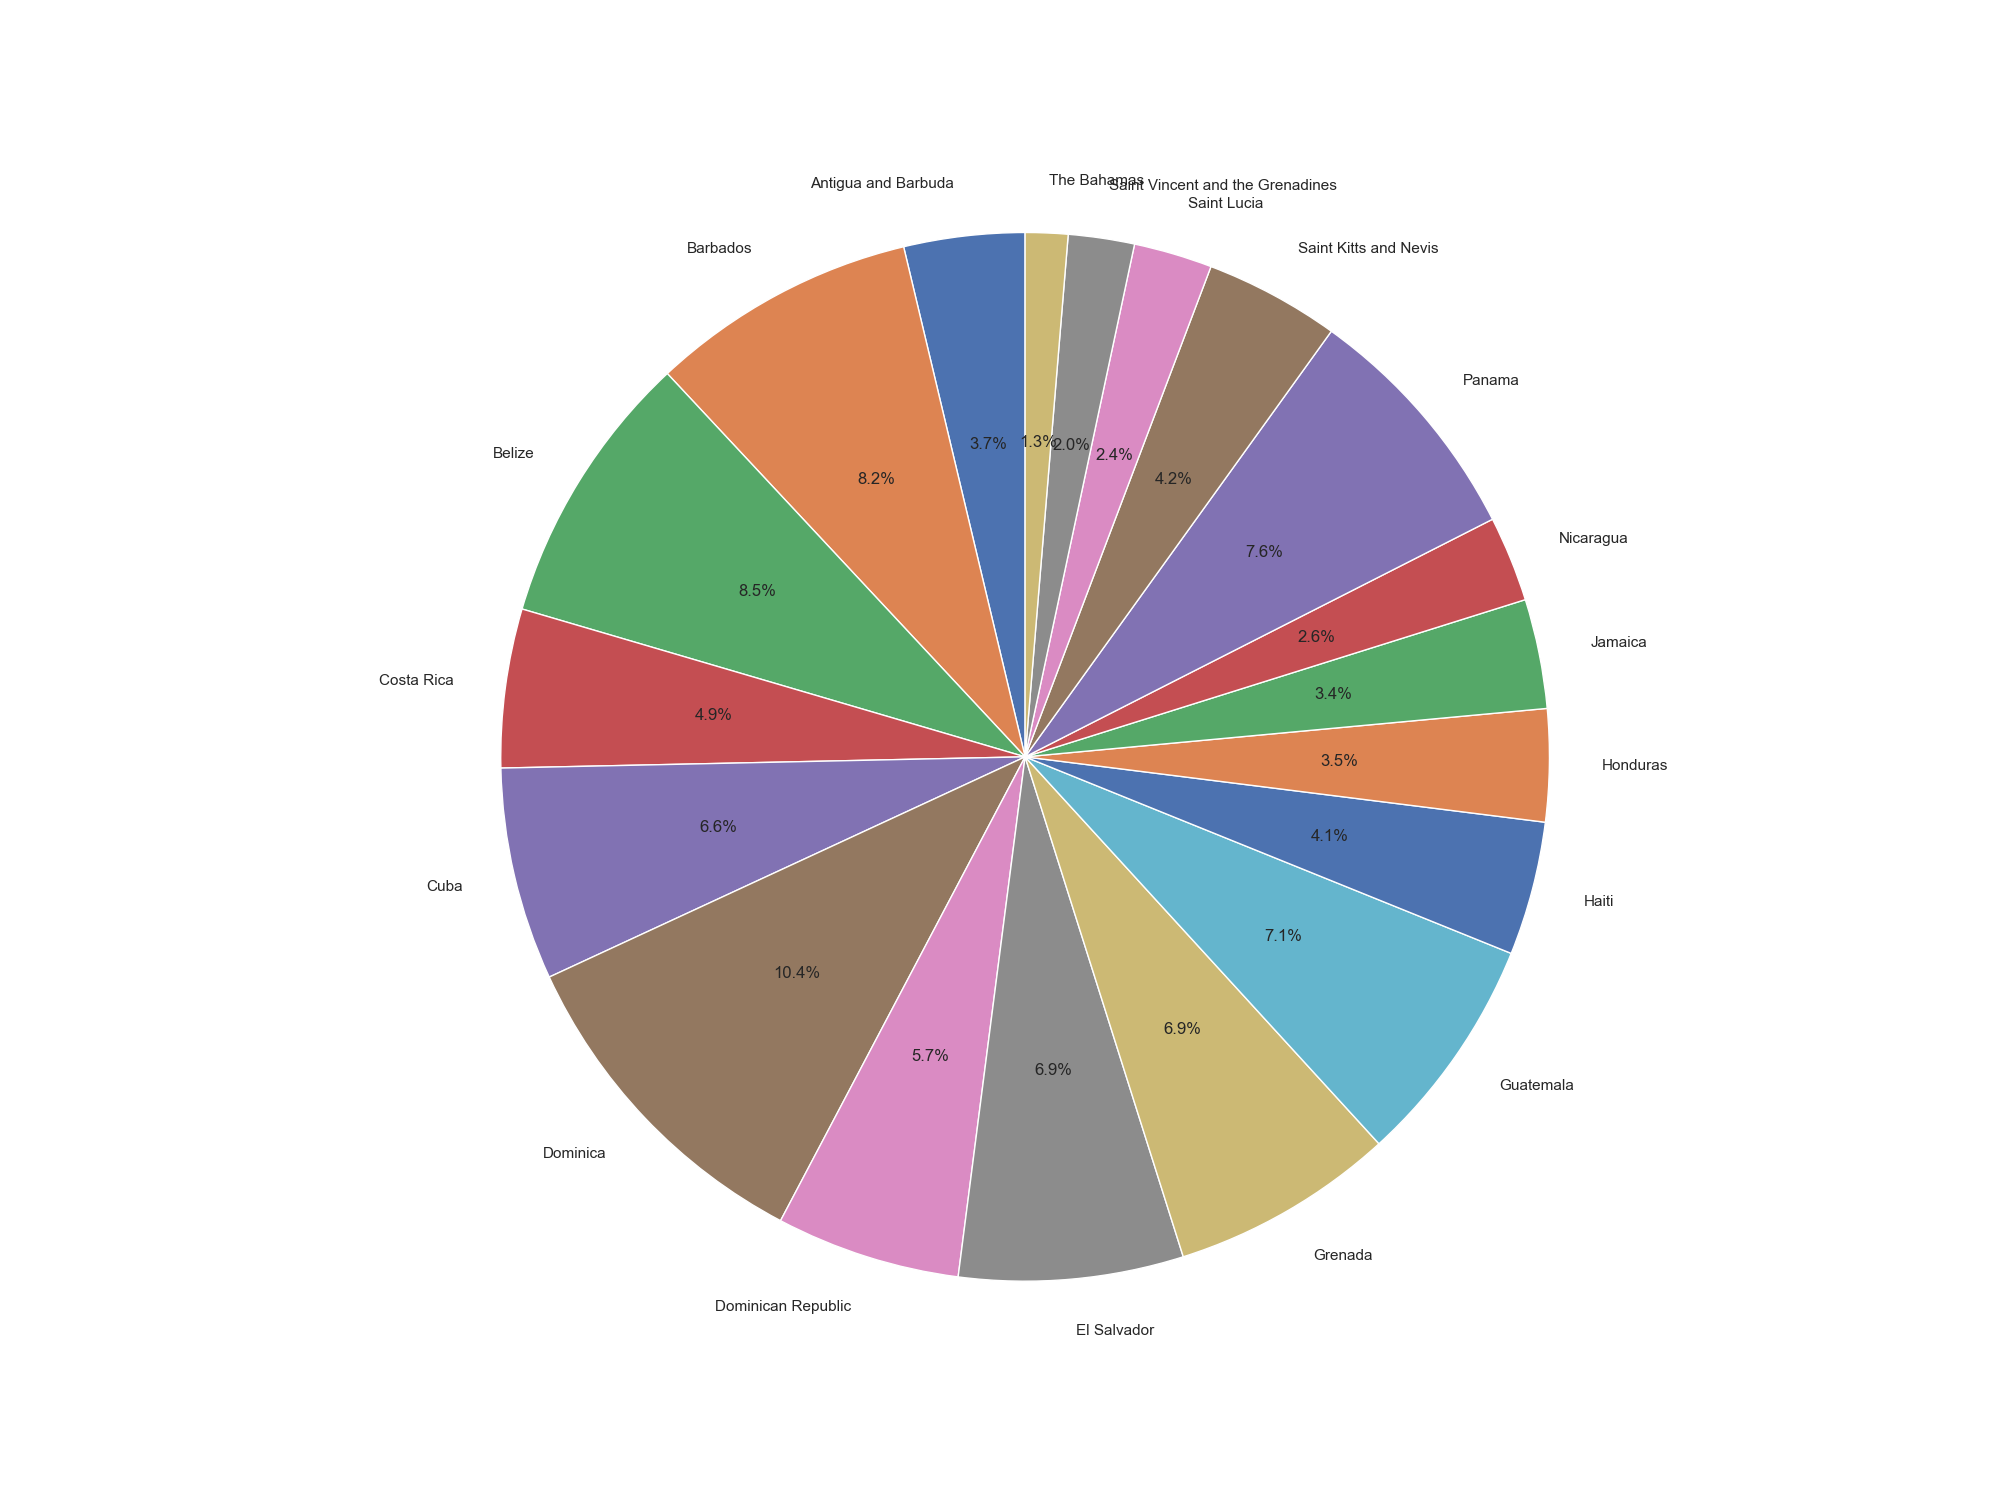 The Bahamas
Antigua and Barbuda
Saint Vincent and the Grenadines
Saint Lucia
Barbados
Saint Kitts and Nevis
Panama
1.3%
3.7%
2.0%
Belize
2.4%
8.2%
4.2%
Nicaragua
7.6%
8.5%
2.6%
Jamaica
Costa Rica
3.4%
4.9%
3.5%
Honduras
6.6%
4.1%
Cuba
Haiti
7.1%
10.4%
6.9%
5.7%
6.9%
Guatemala
Dominica
Grenada
Dominican Republic
El Salvador